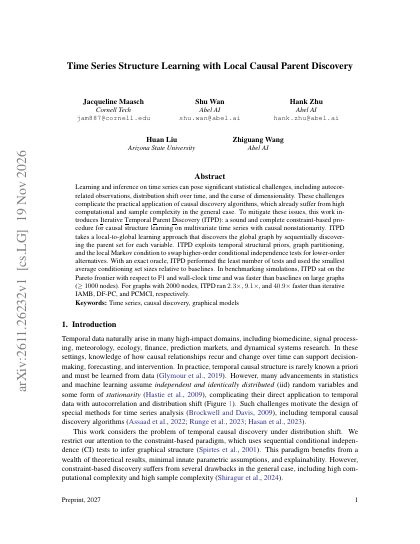 Time Series Structure Learning with Local Causal Parent Discovery
Jacqueline Maasch
Cornell Tech
jam887@cornell.edu
Shu Wan
Abel AI
shu.wan@abel.ai
Hank Zhu
Abel AI
hank.zhu@abel.ai
Huan Liu
Arizona State University
Zhiguang Wang
Abel AI
Abstract
Learning and inference on time series can pose significant statistical challenges, including autocor-
related observations, distribution shift over time, and the curse of dimensionality. These challenges
complicate the practical application of causal discovery algorithms, which already suffer from high
computational and sample complexity in the general case. To mitigate these issues, this work in-
troduces Iterative Temporal Parent Discovery (ITPD): a sound and complete constraint-based pro-
cedure for causal structure learning on multivariate time series with causal nonstationarity. ITPD
takes a local-to-global learning approach that discovers the global graph by sequentially discover-
ing the parent set for each variable. ITPD exploits temporal structural priors, graph partitioning,
and the local Markov condition to swap higher-order conditional independence tests for lower-order
alternatives. With an exact oracle, ITPD performed the least number of tests and used the smallest
average conditioning set sizes relative to baselines. In benchmarking simulations, ITPD sat on the
Pareto frontier with respect to F1 and wall-clock time and was faster than baselines on large graphs
(≥ 1000 nodes). For graphs with 2000 nodes, ITPD ran 2.3×, 9.1×, and 40.9× faster than iterative
IAMB, DF-PC, and PCMCI, respectively.
Keywords: Time series, causal discovery, graphical models
1. Introduction
Temporal data naturally arise in many high-impact domains, including biomedicine, signal process-
ing, meteorology, ecology, finance, prediction markets, and dynamical systems research. In these
settings, knowledge of how causal relationships recur and change over time can support decision-
making, forecasting, and intervention. In practice, temporal causal structure is rarely known a priori
and must be learned from data (Glymour et al., 2019). However, many advancements in statistics
and machine learning assume independent and identically distributed (iid) random variables and
some form of stationarity (Hastie et al., 2009), complicating their direct application to temporal
data with autocorrelation and distribution shift (Figure 1). Such challenges motivate the design of
special methods for time series analysis (Brockwell and Davis, 2009), including temporal causal
discovery algorithms (Assaad et al., 2022; Runge et al., 2023; Hasan et al., 2023).
This work considers the problem of temporal causal discovery under distribution shift. We
restrict our attention to the constraint-based paradigm, which uses sequential conditional indepen-
dence (CI) tests to infer graphical structure (Spirtes et al., 2001). This paradigm benefits from a
wealth of theoretical results, minimal innate parametric assumptions, and explainability. However,
constraint-based discovery suffers from several drawbacks in the general case, including high com-
putational complexity and high sample complexity (Shiragur et al., 2024).
Preprint, 2027
1
arXiv:2611.26232v1 [cs.LG] 19 Nov 2026